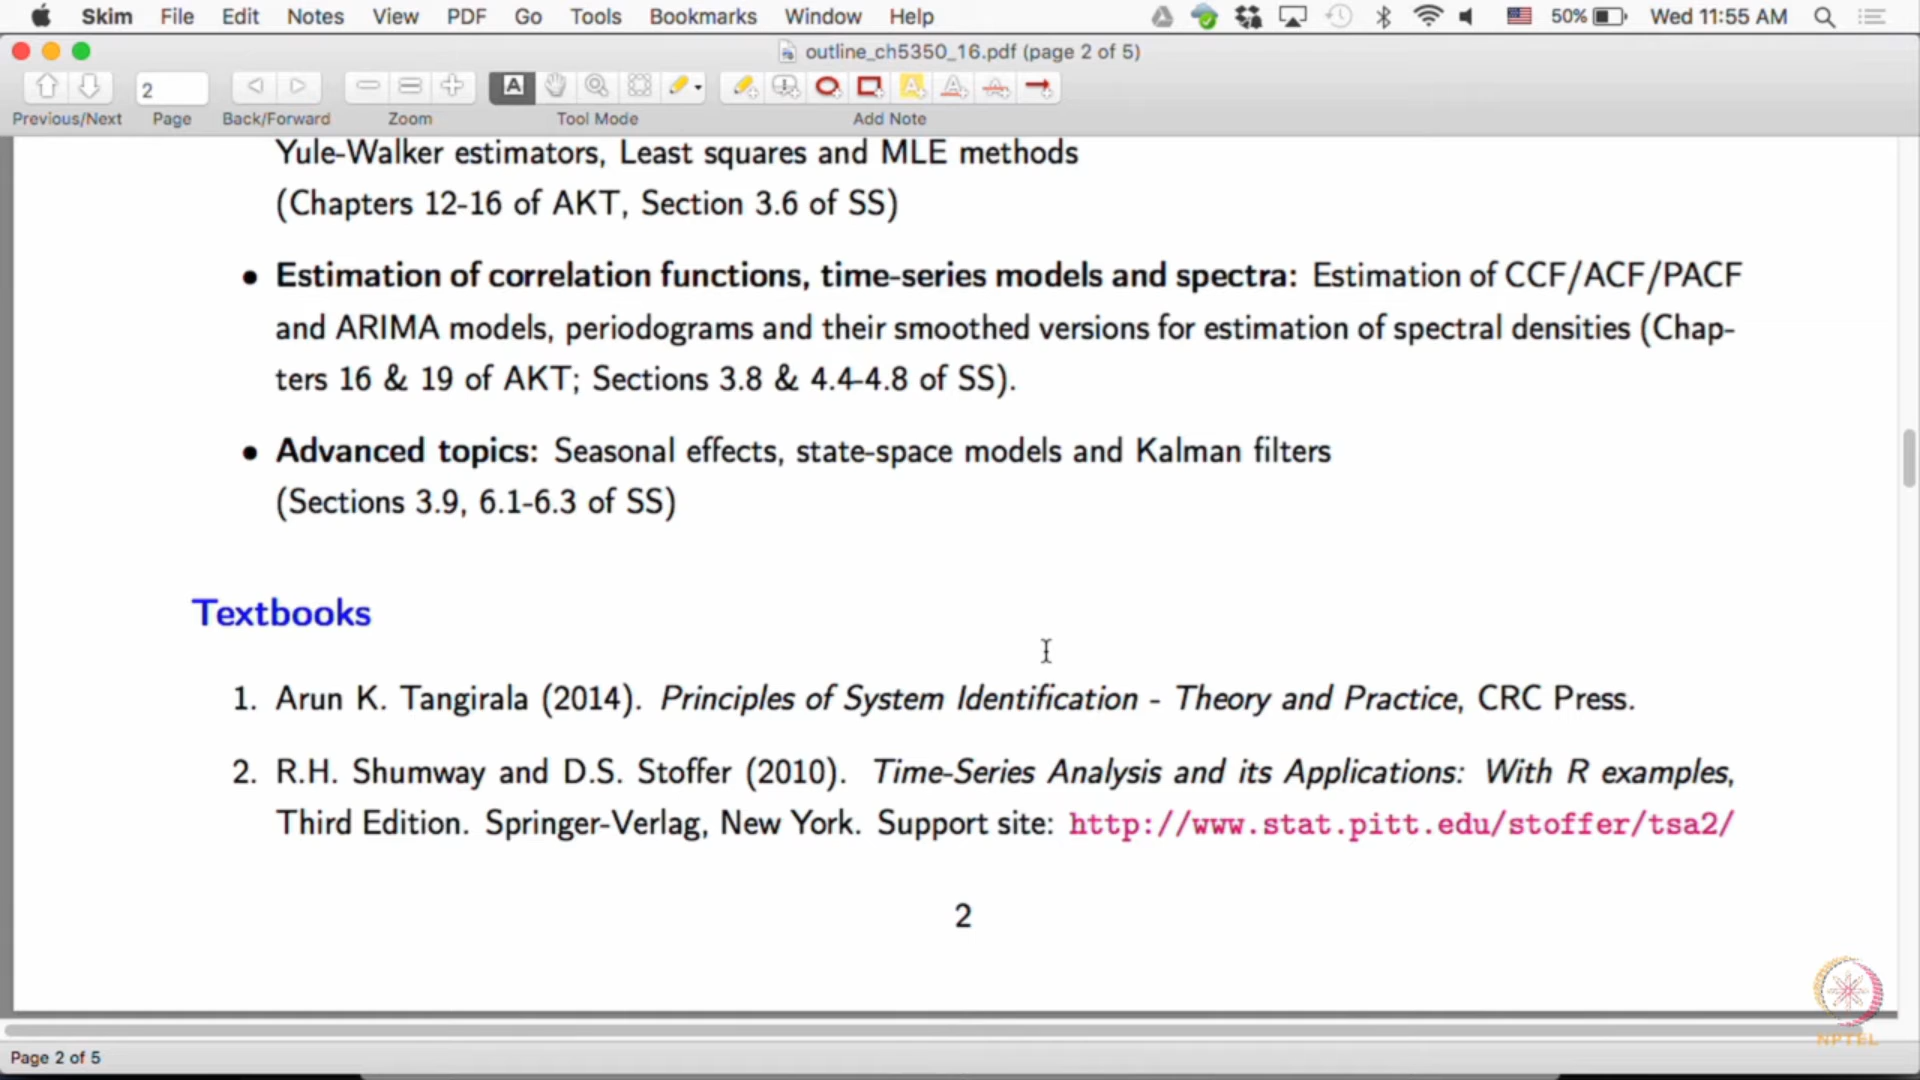 Skim File Edit Notes View PDF Go Tools Bookmarks Window Help 50% Wed 11:55 AM
outline_ch5350_16.pdf (page 2 of 5)
2
Previous/Next Page Back/Forward Zoom Tool Mode Add Note
Yule-Walker estimators, Least squares and MLE methods
(Chapters 12-16 of AKT, Section 3.6 of SS)
• Estimation of correlation functions, time-series models and spectra: Estimation of CCF/ACF/PACF
and ARIMA models, periodograms and their smoothed versions for estimation of spectral densities (Chap-
ters 16 & 19 of AKT; Sections 3.8 & 4.4-4.8 of SS).
• Advanced topics: Seasonal effects, state-space models and Kalman filters
(Sections 3.9, 6.1-6.3 of SS)
Textbooks
1. Arun K. Tangirala (2014). Principles of System Identification - Theory and Practice, CRC Press.
2. R.H. Shumway and D.S. Stoffer (2010). Time-Series Analysis and its Applications: With R examples,
Third Edition. Springer-Verlag, New York. Support site: http://www.stat.pitt.edu/stoffer/tsa2/
2
NPTEL
Page 2 of 5